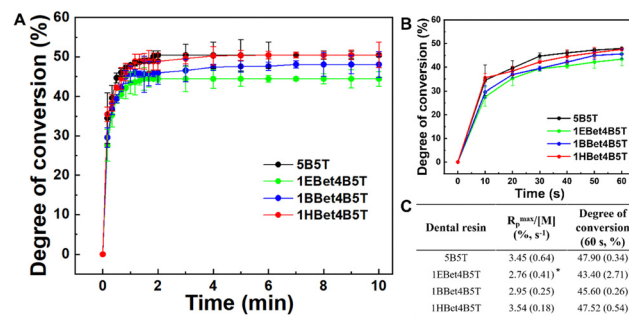 A
Degree of conversion (%)
60
50
40
30
20
10
0
5B5T
1EBet4B5T
1BBet4B5T
1HBet4B5T
0 2 4 6 8 10
Time (min)
B
Degree of conversion (%)
60
50
40
30
20
10
0
5B5T
1EBet4B5T
1BBet4B5T
1HBet4B5T
0 10 20 30 40 50 60
Time (s)
C
Dental resin Rpmax/[M] (%, s-1) Degree of conversion (60 s, %)
5B5T 3.45 (0.64) 47.90 (0.34)
1EBet4B5T 2.76 (0.41) * 43.40 (2.71)
1BBet4B5T 2.95 (0.25) 45.60 (0.26)
1HBet4B5T 3.54 (0.18) 47.52 (0.54)